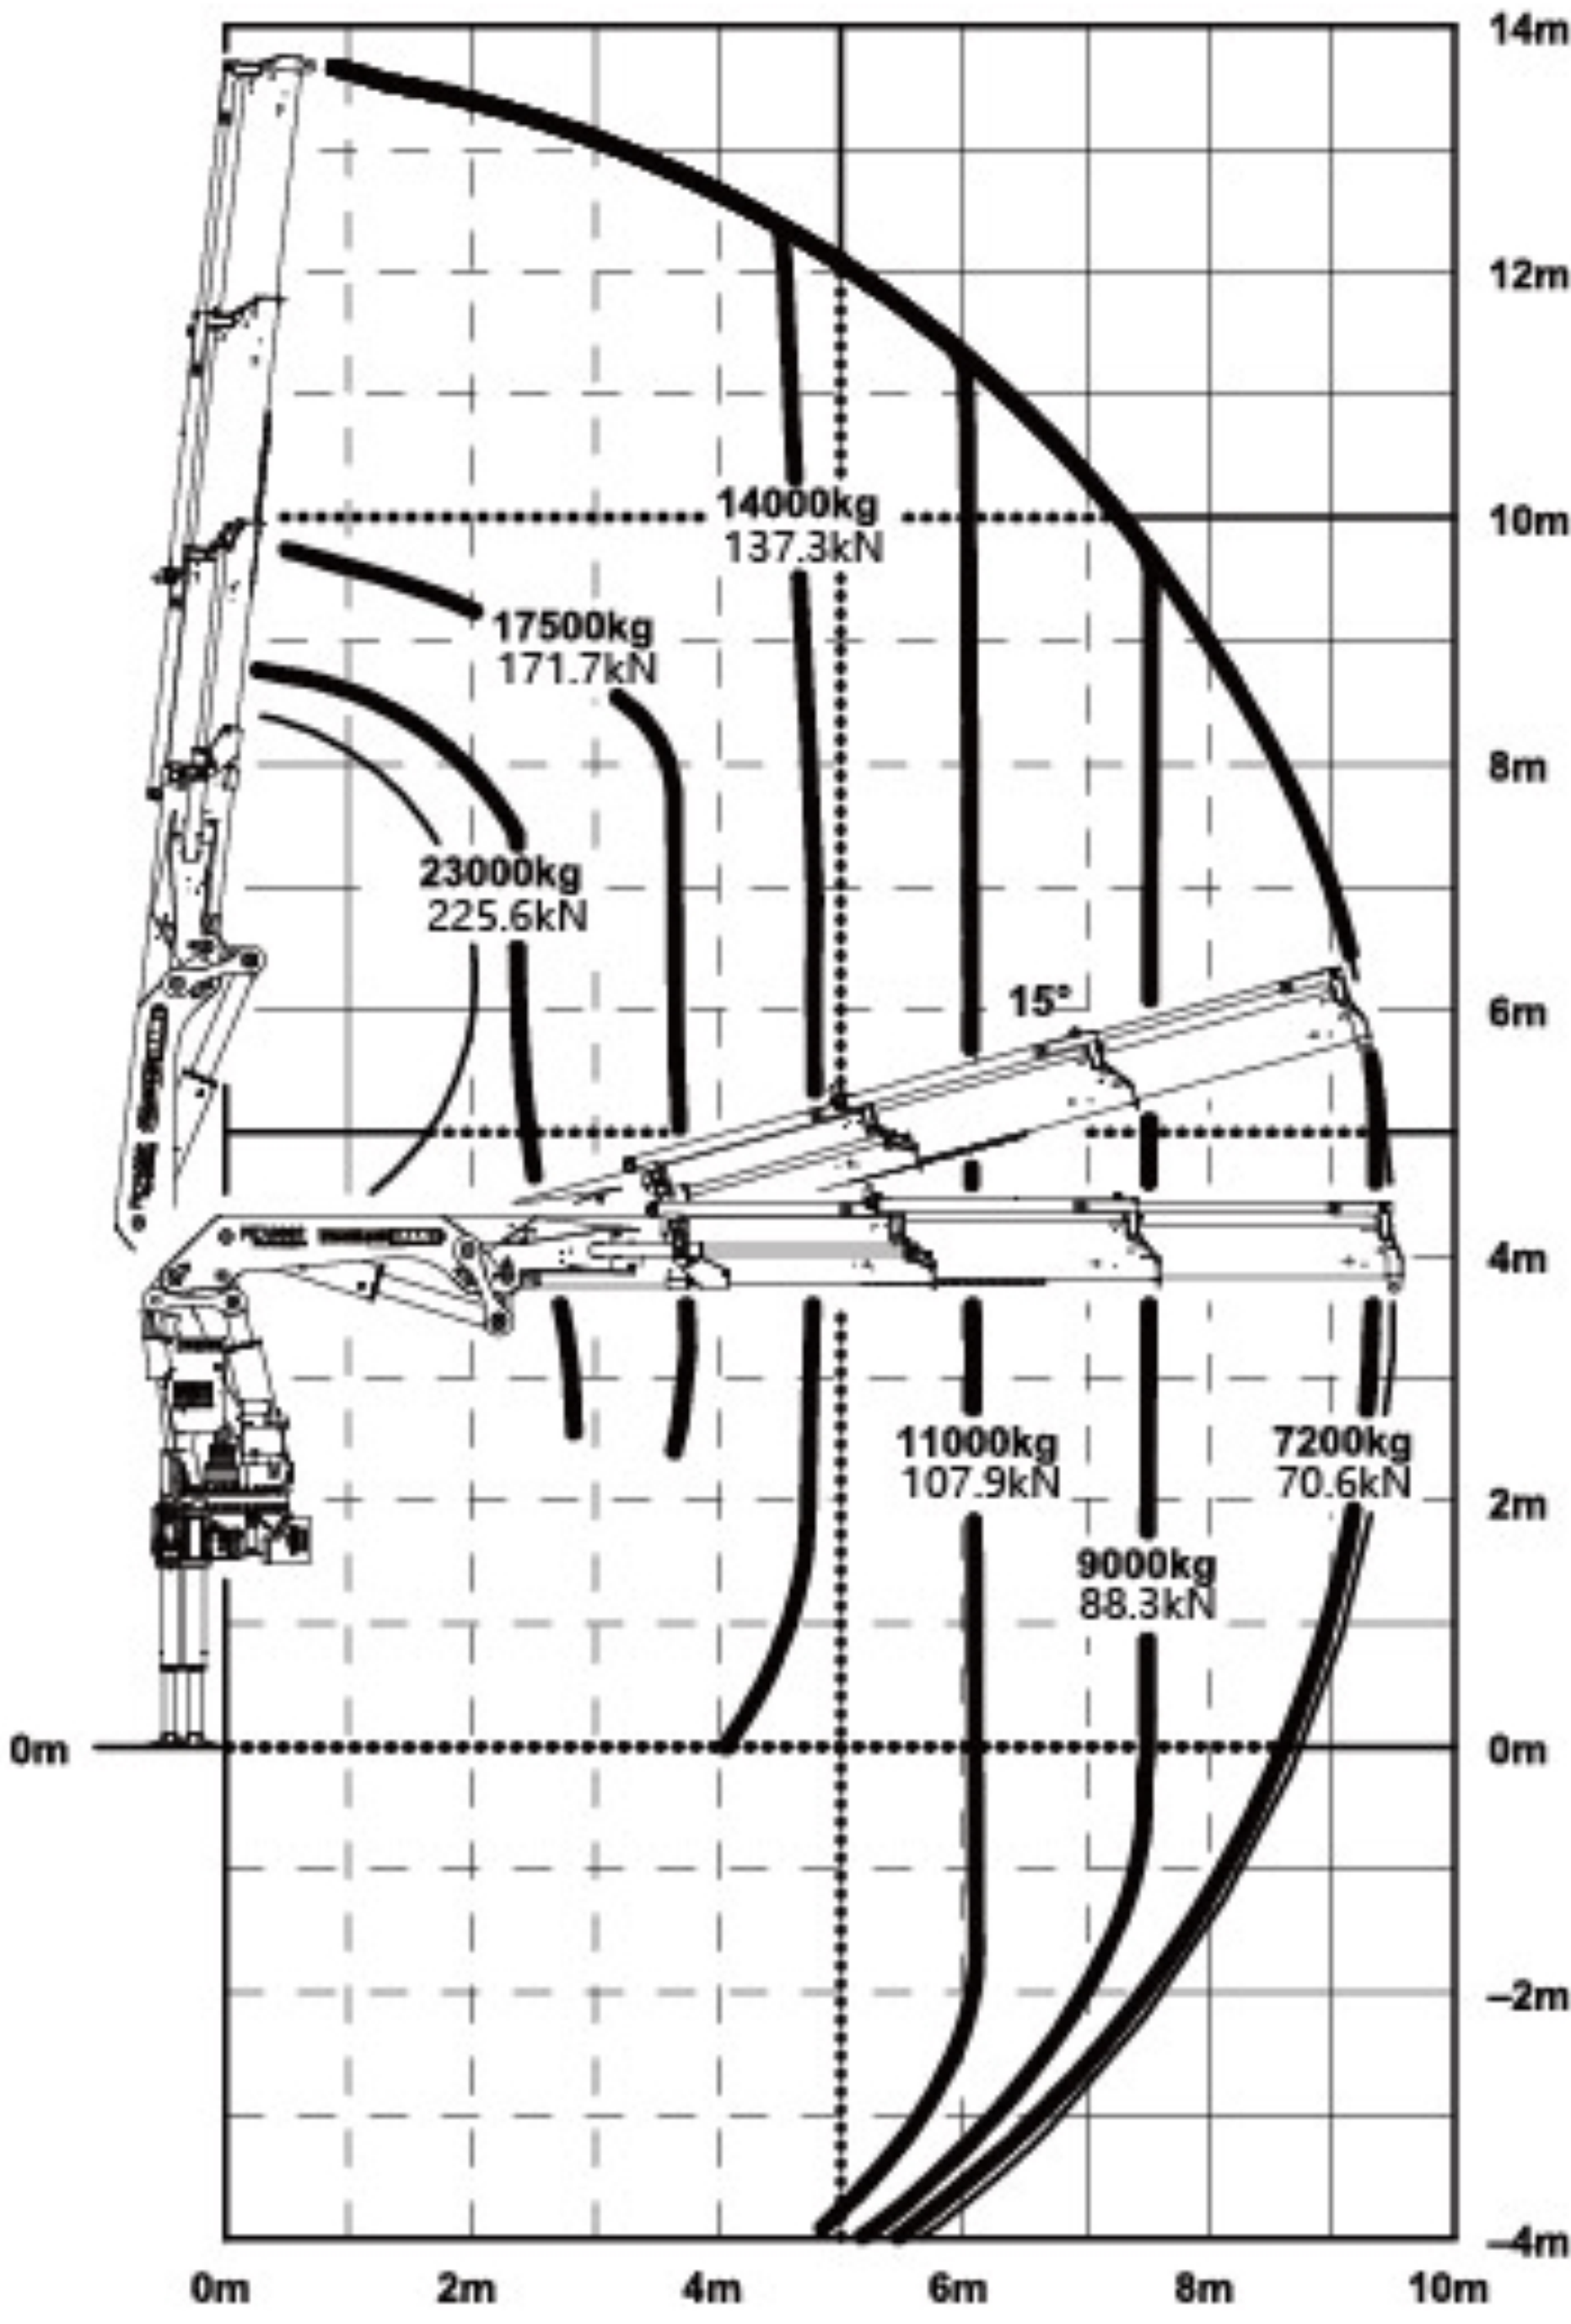 14m
12m
14000kg
137.3kN
10m
17500kg
171.7kN
8m
23000kg
225.6kN
15°
6m
4m
11000kg
107.9kN
7200kg
70.6kN
2m
9000kg
88.3kN
0m
0m
–2m
–4m
0m
2m
4m
6m
8m
10m